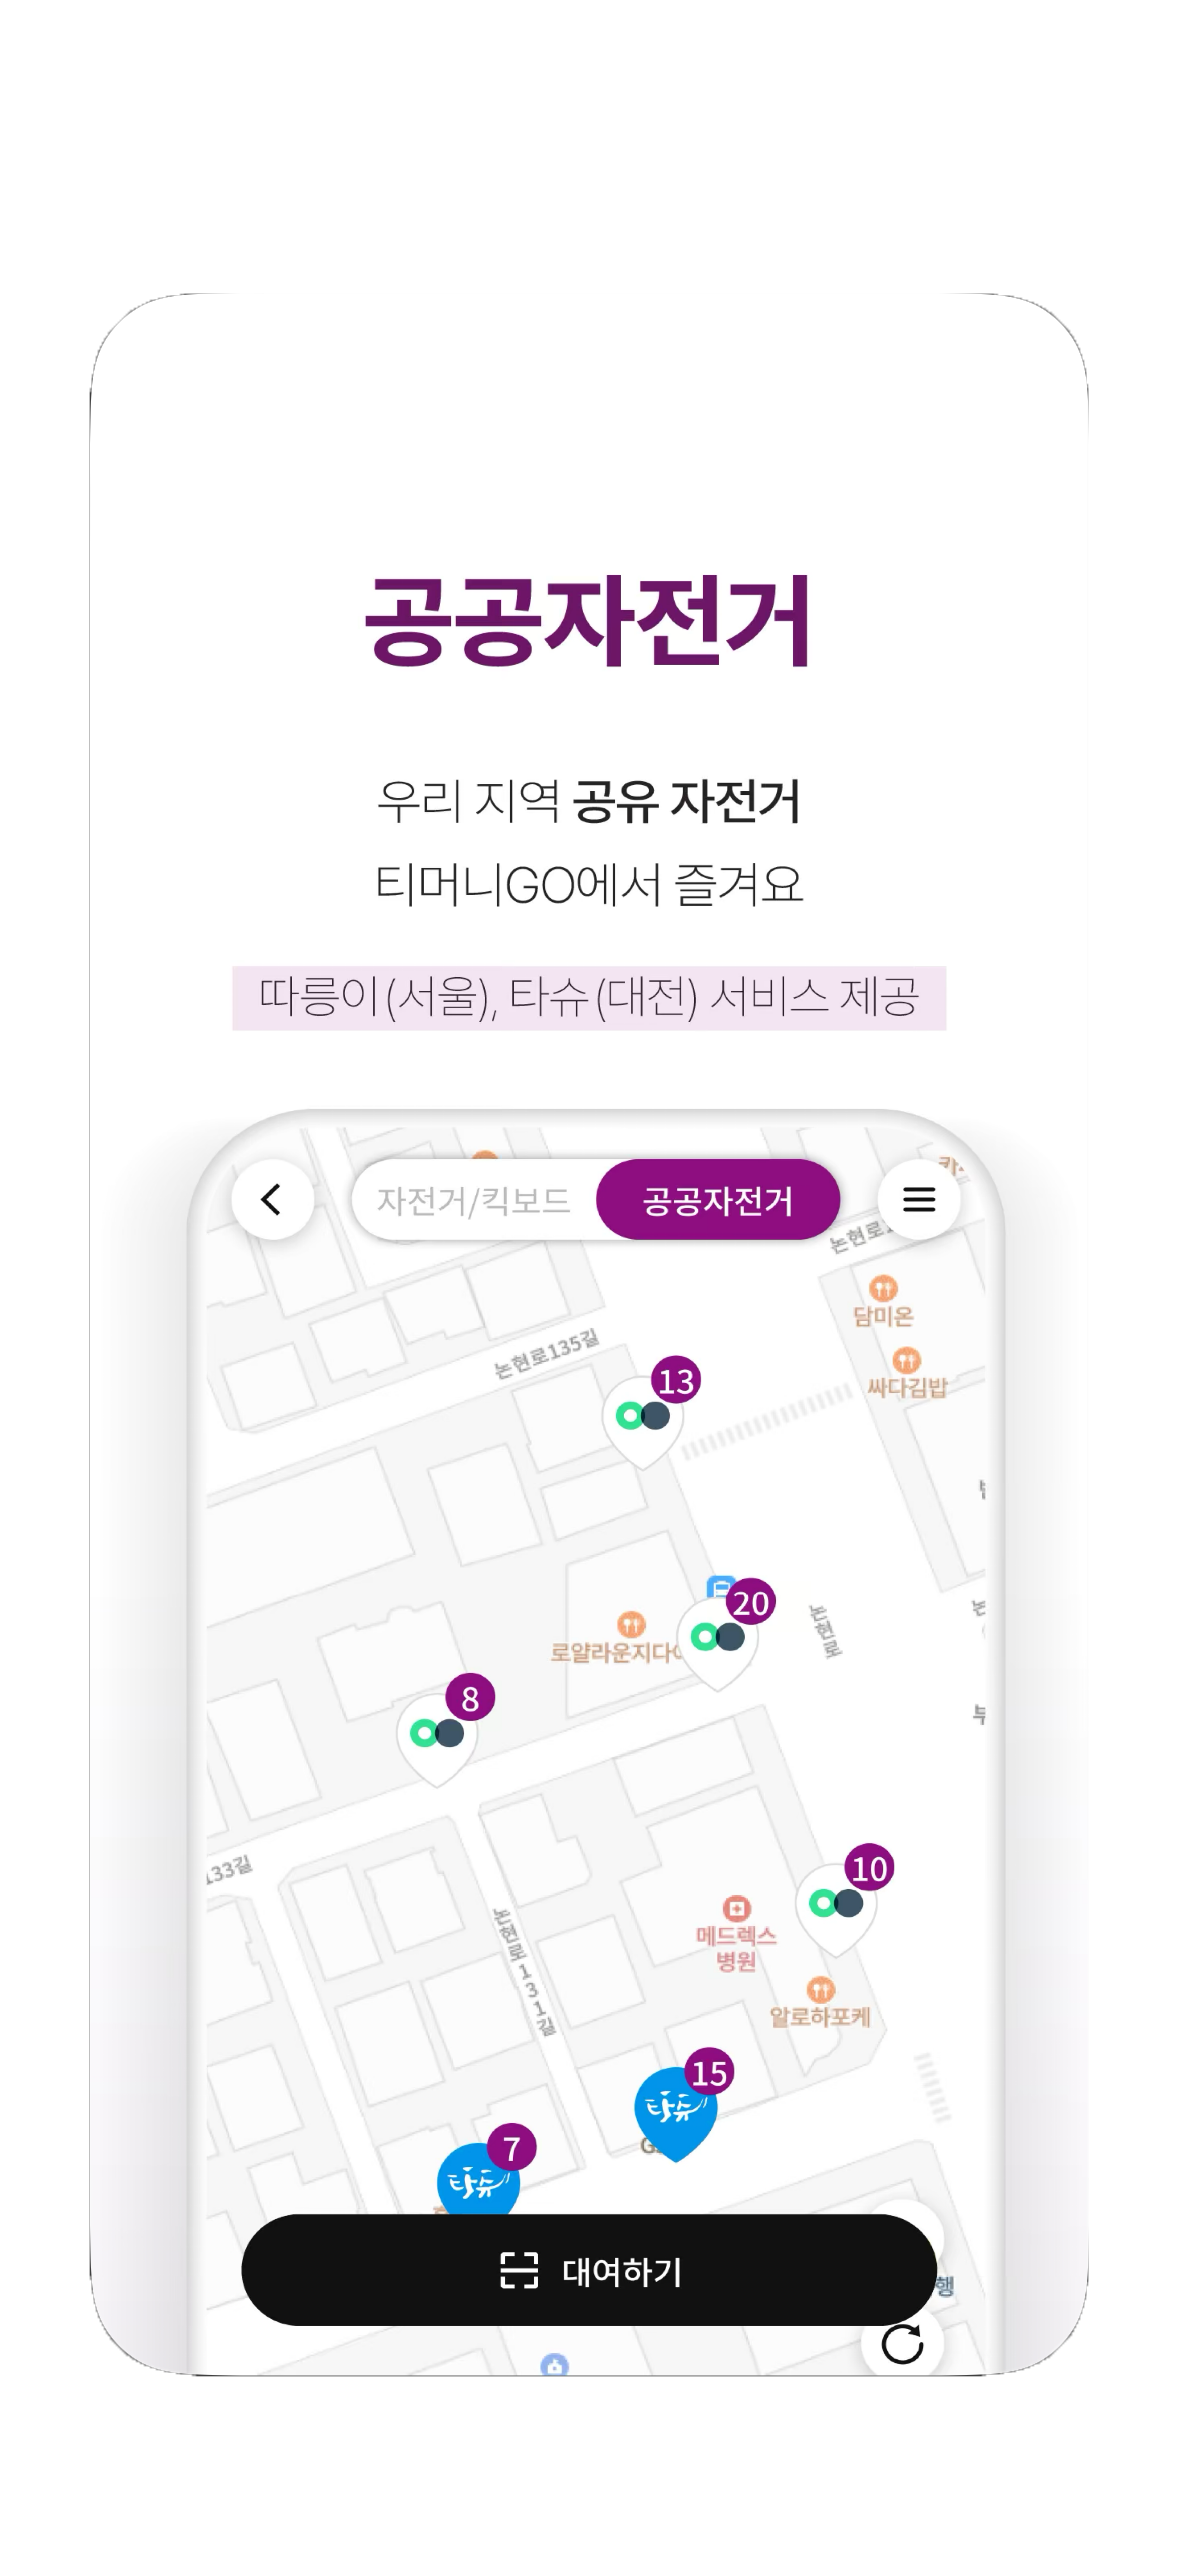 공공자전거
우리 지역 공유 자전거
티머니GO에서 즐겨요
따릉이(서울), 타슈(대전) 서비스 제공
자전거/킥보드
공공자전거
담미온
싸다김밥
논현로135길
13
20
로얄라운지다
논현로
8
133길
10
메드렉스
병원
논현로131길
알로하포케
15
타슈
7
타슈
대여하기
행